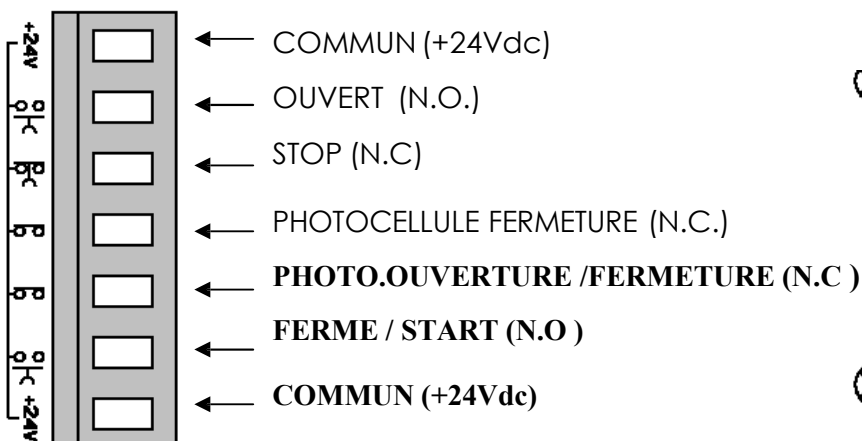 +24V
COMMUN (+24Vdc)
OUVERT (N.O.)
STOP (N.C)
PHOTOCELLULE FERMETURE (N.C.)
PHOTO.OUVERTURE /FERMETURE (N.C )
FERME / START (N.O )
COMMUN (+24Vdc)
+24V